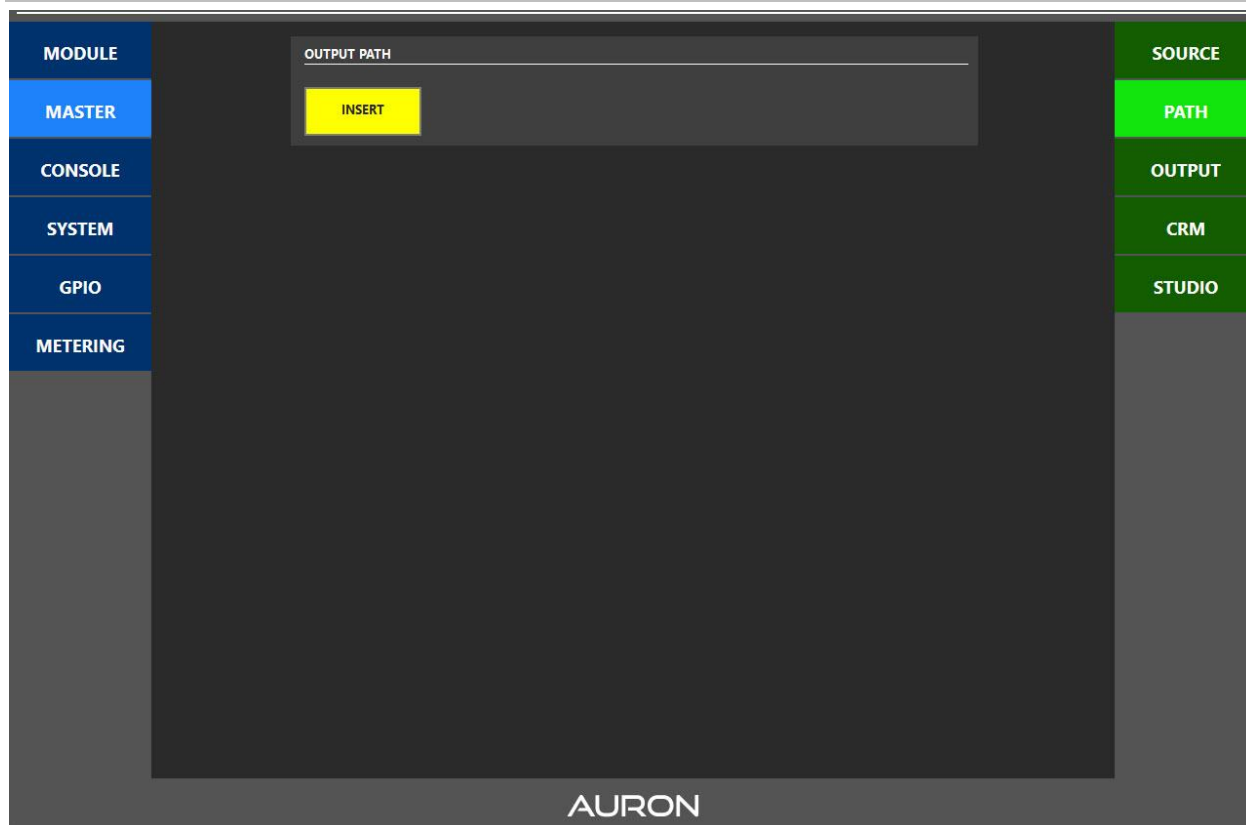 MODULE
MASTER
CONSOLE
SYSTEM
GPIO
METERING
OUTPUT PATH
INSERT
SOURCE
PATH
OUTPUT
CRM
STUDIO
AURON